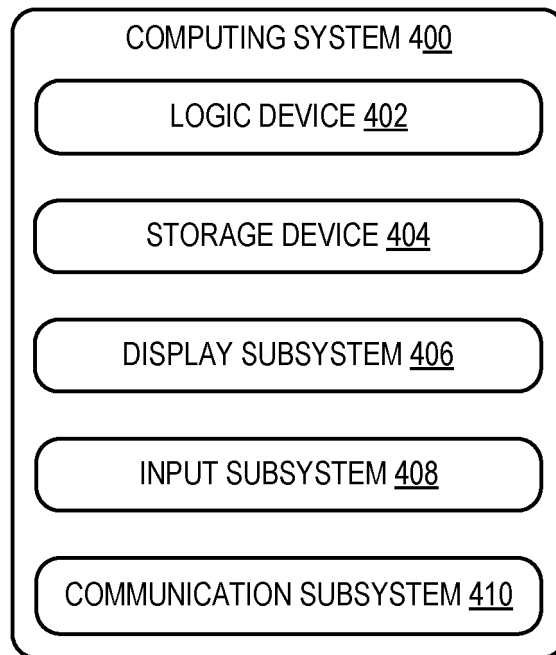 COMPUTING SYSTEM 400
LOGIC DEVICE 402
STORAGE DEVICE 404
DISPLAY SUBSYSTEM 406
INPUT SUBSYSTEM 408
COMMUNICATION SUBSYSTEM 410